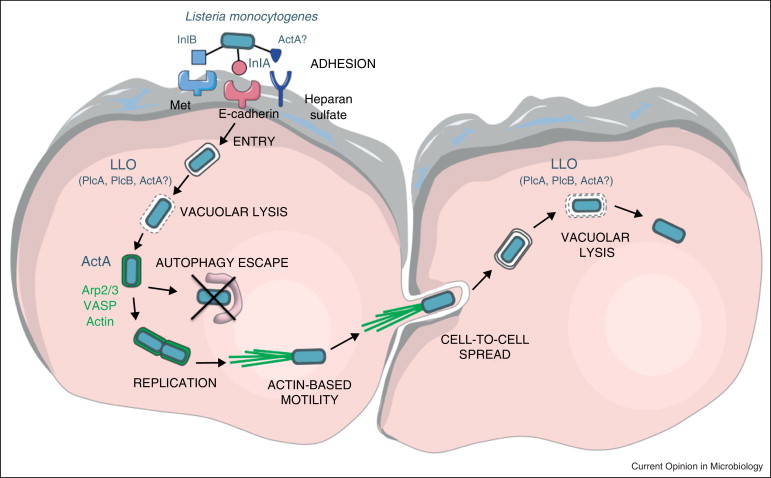 Listeria monocytogenes
InlB
ActA?
InlA
ADHESION
Met
E-cadherin
Heparan
sulfate
ENTRY
LLO
(PlcA, PlcB, ActA?)
VACUOLAR LYSIS
ActA
AUTOPHAGY ESCAPE
Arp2/3
VASP
Actin
REPLICATION
ACTIN-BASED
MOTILITY
CELL-TO-CELL
SPREAD
LLO
(PlcA, PlcB, ActA?)
VACUOLAR
LYSIS
Current Opinion in Microbiology